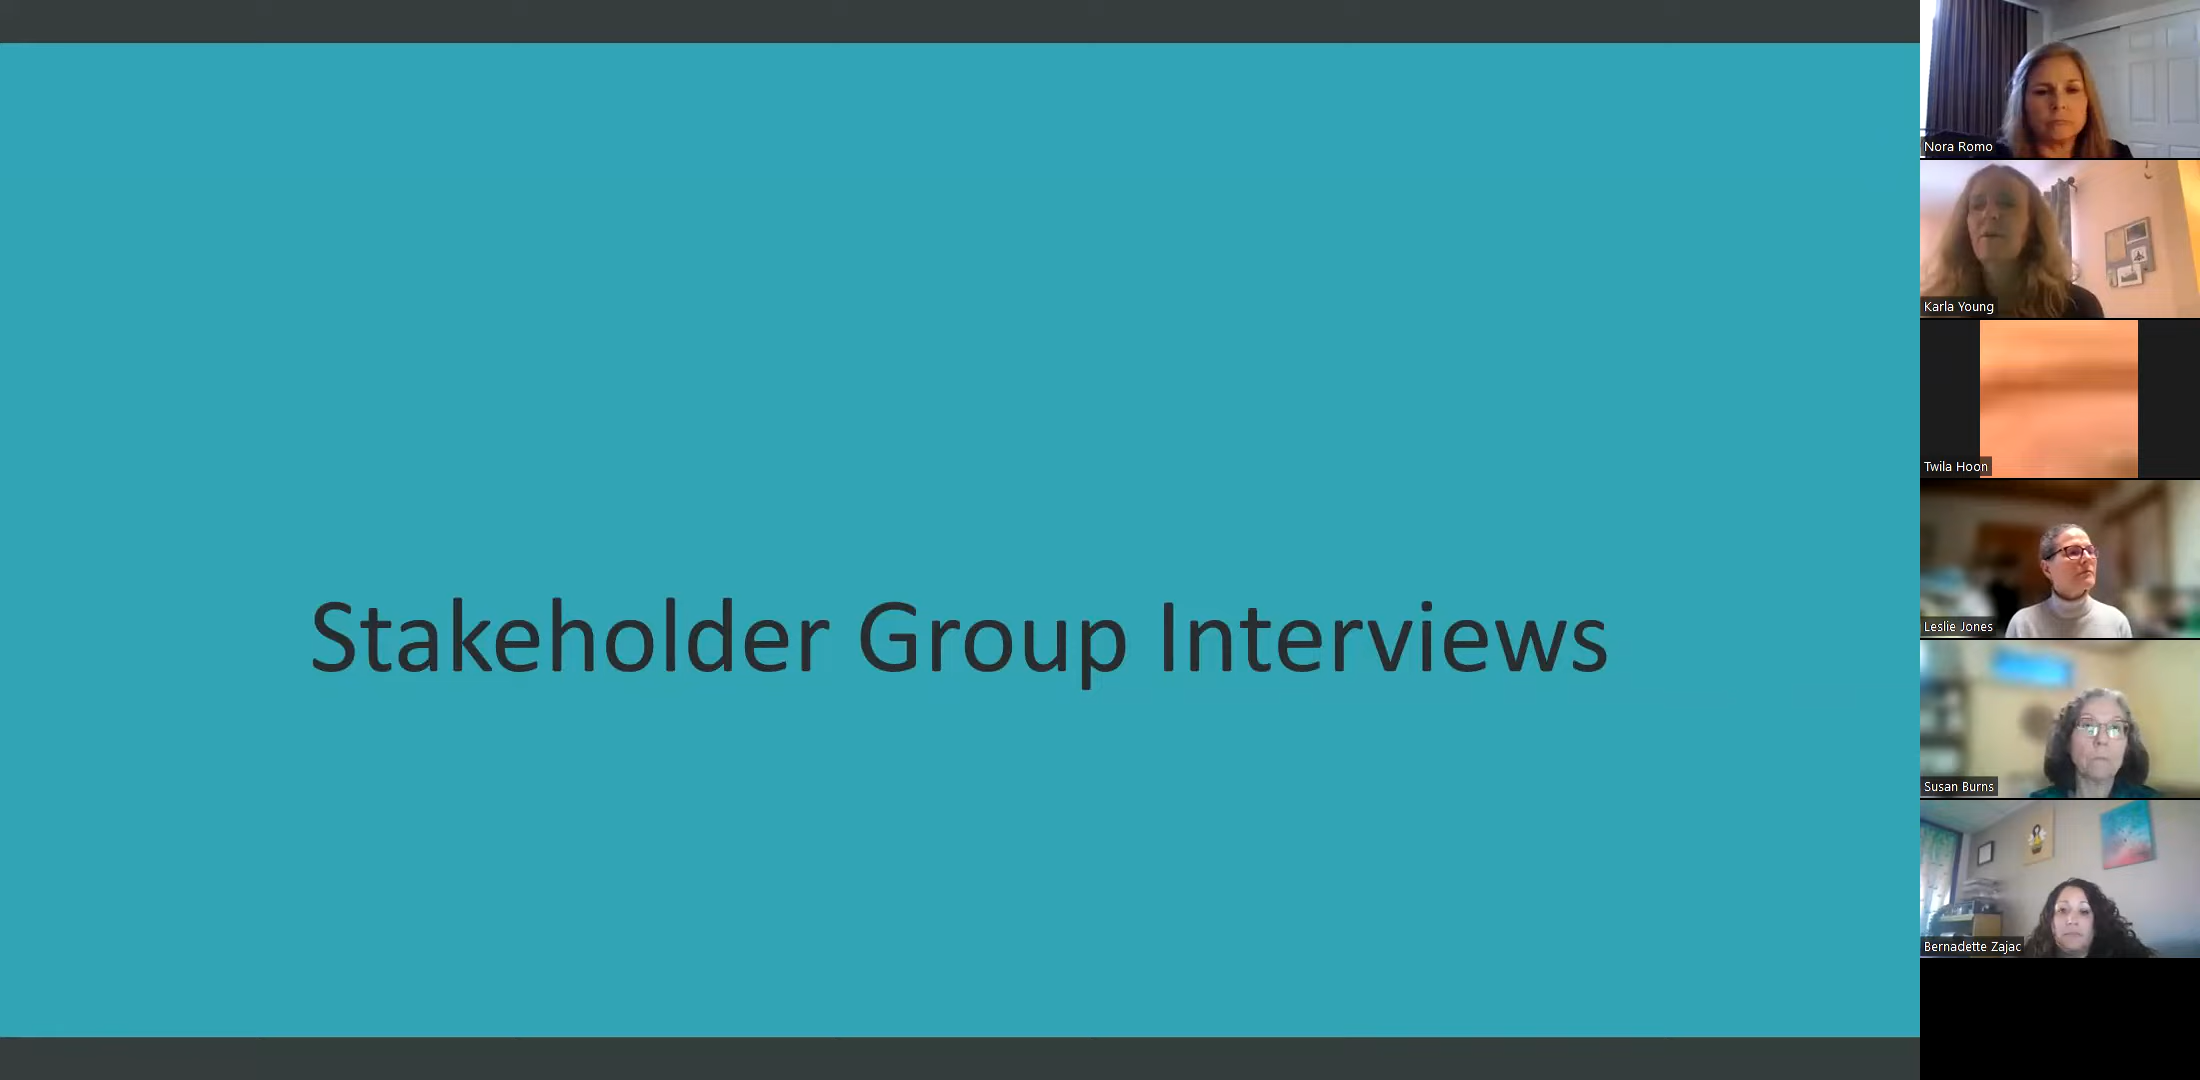 Stakeholder Group Interviews
Nora Romo
Karla Young
Twila Hoon
Leslie Jones
Susan Burns
Bernadette Zajac